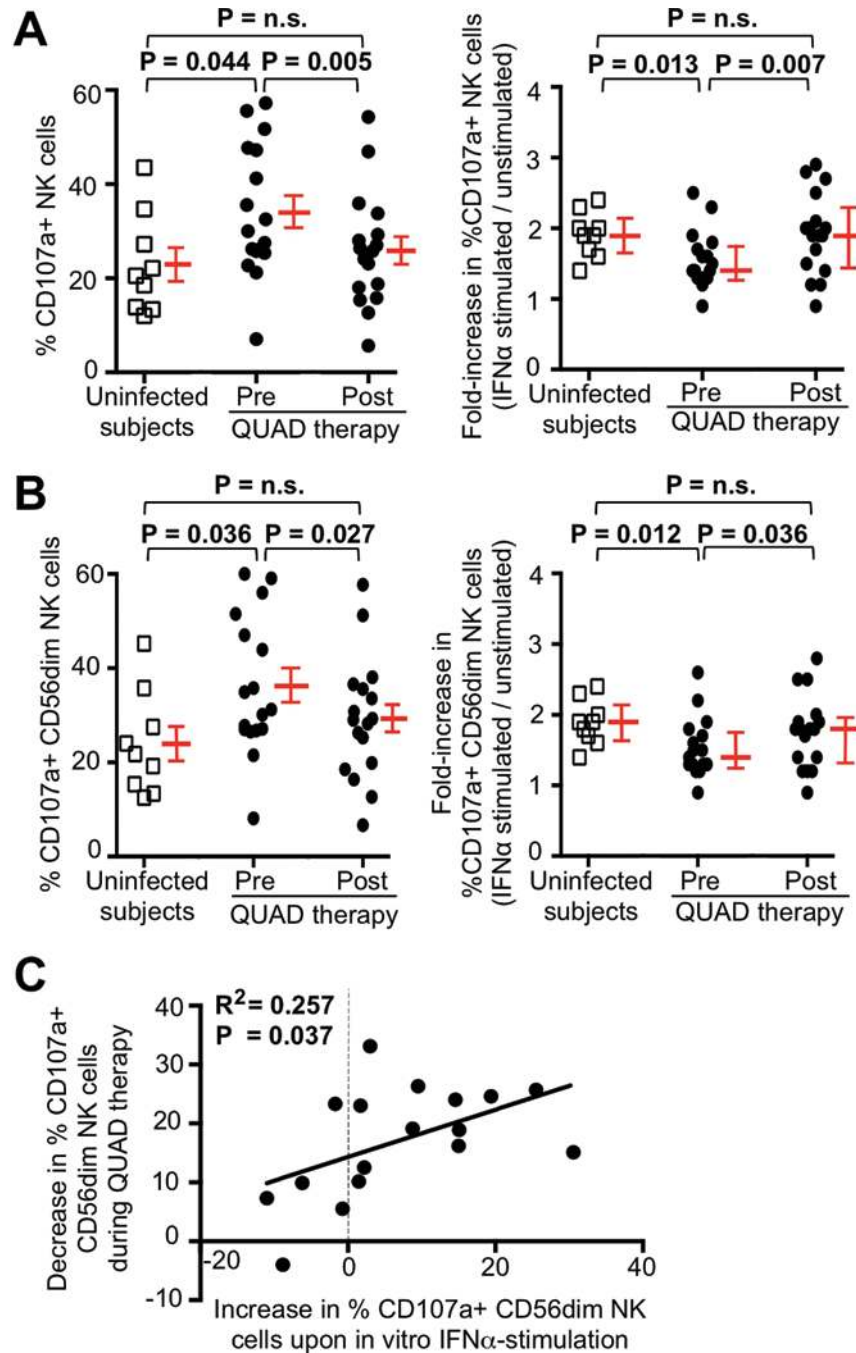 A
P = n.s.
P = 0.044
P = 0.005
% CD107a+ NK cells
60
40
20
0
Uninfected
subjects
Pre
Post
QUAD therapy
P = n.s.
P = 0.013
P = 0.007
Fold-increase in %CD107a+ NK cells
(IFNα stimulated / unstimulated)
4
3
2
1
0
Uninfected
subjects
Pre
Post
QUAD therapy
B
P = n.s.
P = 0.036
P = 0.027
% CD107a+ CD56dim NK cells
60
40
20
0
Uninfected
subjects
Pre
Post
QUAD therapy
P = n.s.
P = 0.012
P = 0.036
Fold-increase in
%CD107a+ CD56dim NK cells
(IFNα stimulated / unstimulated)
4
3
2
1
0
Uninfected
subjects
Pre
Post
QUAD therapy
C
R²= 0.257
P = 0.037
Decrease in % CD107a+
CD56dim NK cells
during QUAD therapy
40
30
20
10
0
-10
-20
0
20
40
Increase in % CD107a+ CD56dim NK
cells upon in vitro IFNα-stimulation